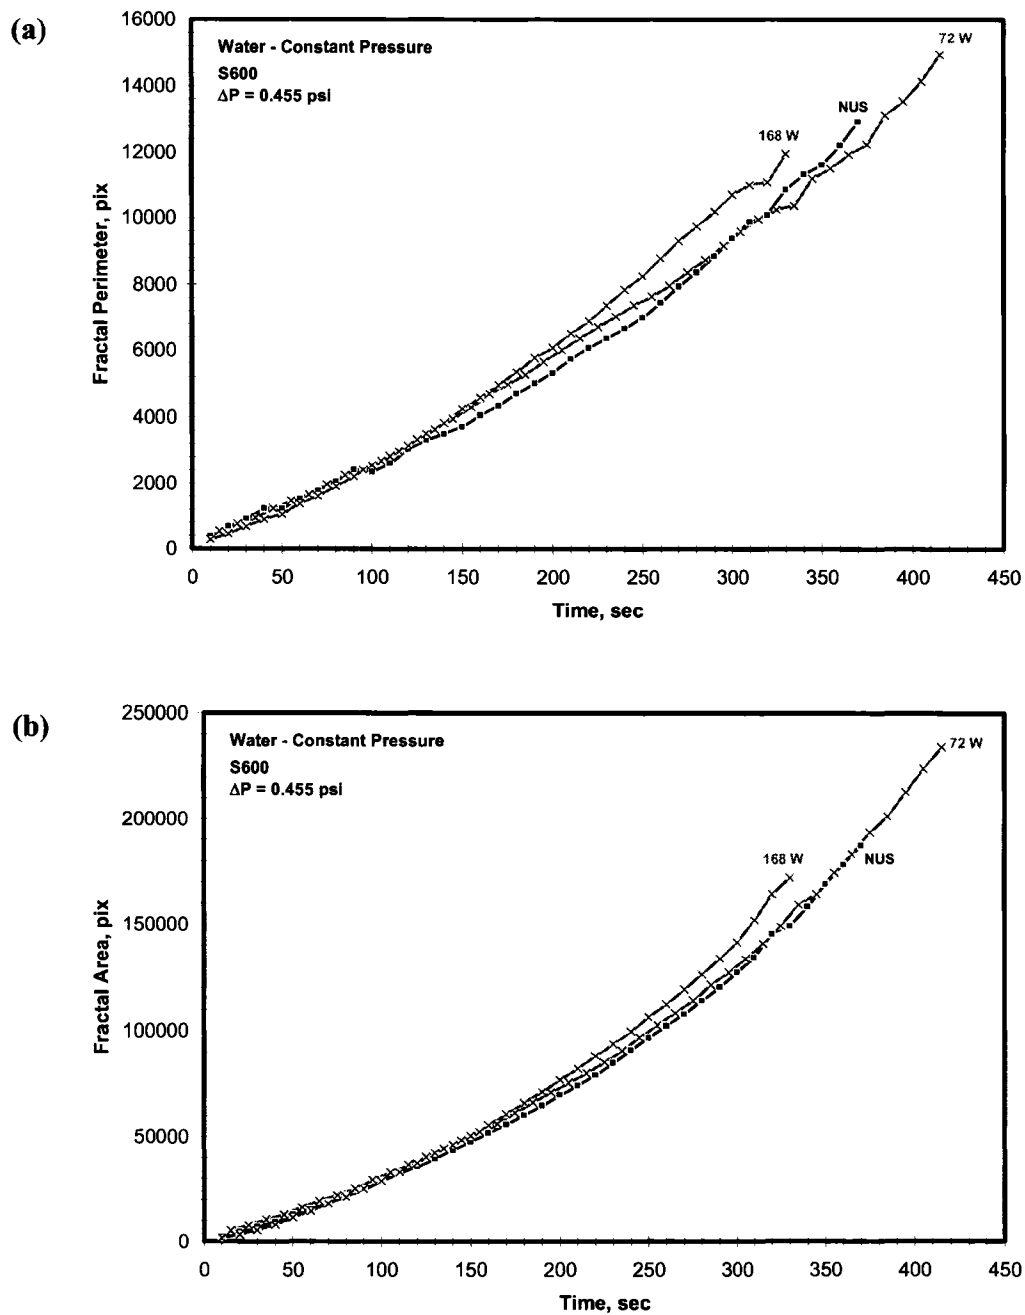 (a)
16000
14000
12000
10000
8000
6000
4000
2000
0
Fractal Perimeter, pix
Water - Constant Pressure
S600
ΔP = 0.455 psi
72 W
NUS
168 W
0 50 100 150 200 250 300 350 400 450
Time, sec
(b)
250000
200000
150000
100000
50000
0
Fractal Area, pix
Water - Constant Pressure
S600
ΔP = 0.455 psi
72 W
168 W
NUS
0 50 100 150 200 250 300 350 400 450
Time, sec